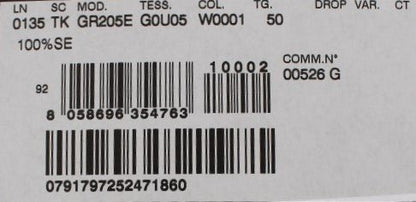 LN SC MOD. TESS. COL. TG. DROP VAR. CT
0135 TK GR205E G0U05 W0001 50
100%SE
COMM.N°
10002
00526 G
92
8 058696 354763
0791797252471860